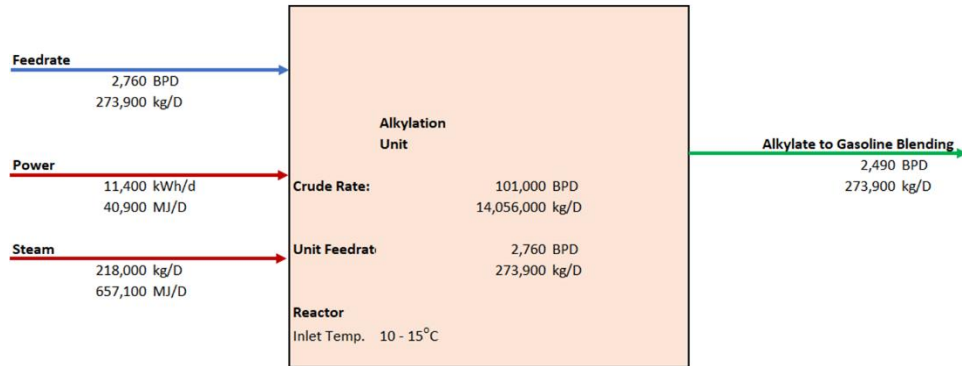 Feedrate
2,760 BPD
273,900 kg/D
Power
11,400 kWh/d
40,900 MJ/D
Steam
218,000 kg/D
657,100 MJ/D
Alkylation
Unit
Crude Rate: 101,000 BPD
14,056,000 kg/D
Unit Feedrat 2,760 BPD
273,900 kg/D
Reactor
Inlet Temp. 10 - 15°C
Alkylate to Gasoline Blending
2,490 BPD
273,900 kg/D